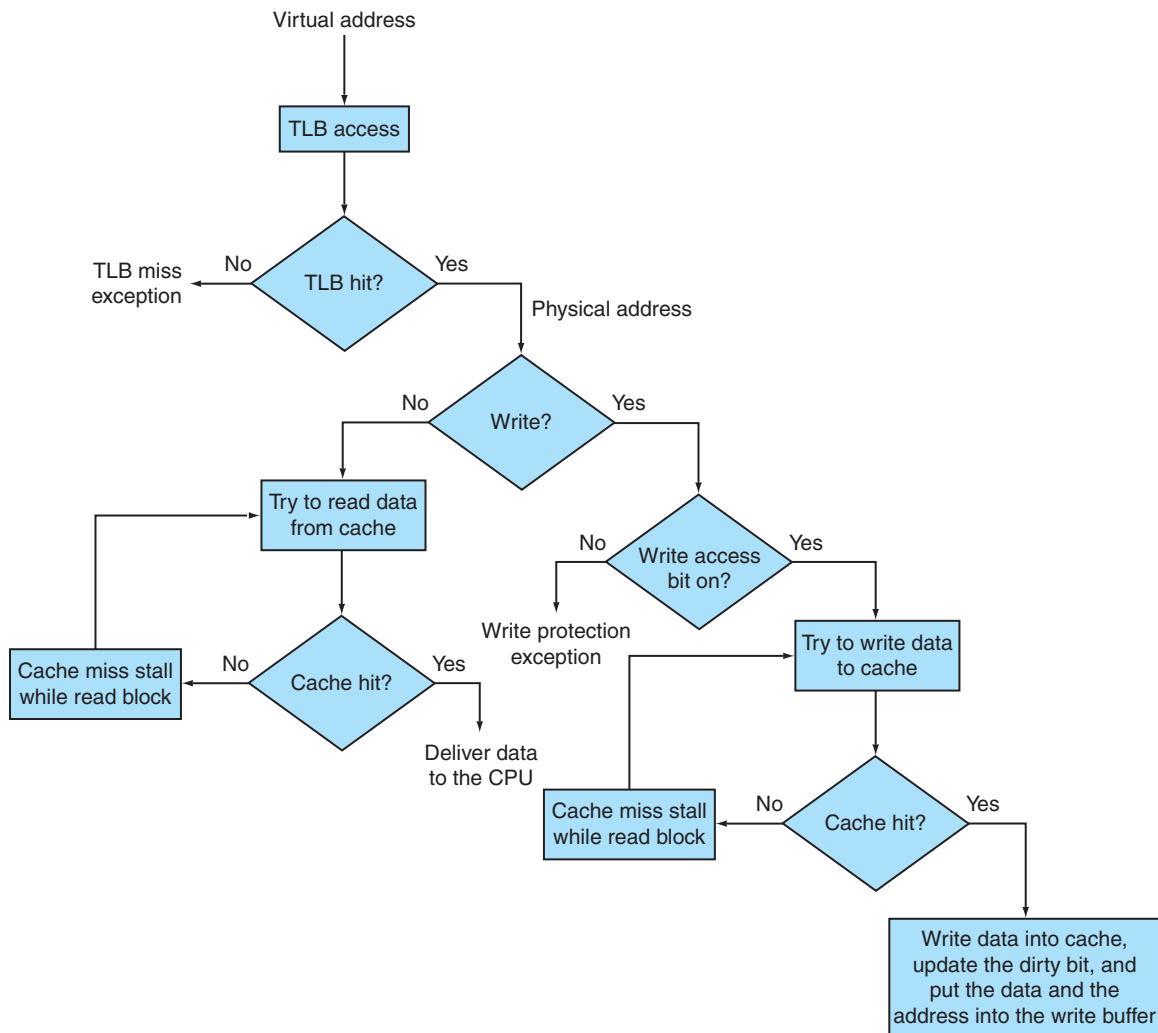 Virtual address
TLB access
TLB hit?
No
Yes
TLB miss
exception
Physical address
Write?
No
Yes
Try to read data
from cache
Write access
bit on?
No
Yes
Write protection
exception
Try to write data
to cache
Cache hit?
No
Yes
Cache miss stall
while read block
Deliver data
to the CPU
Cache hit?
No
Yes
Cache miss stall
while read block
Write data into cache,
update the dirty bit, and
put the data and the
address into the write buffer